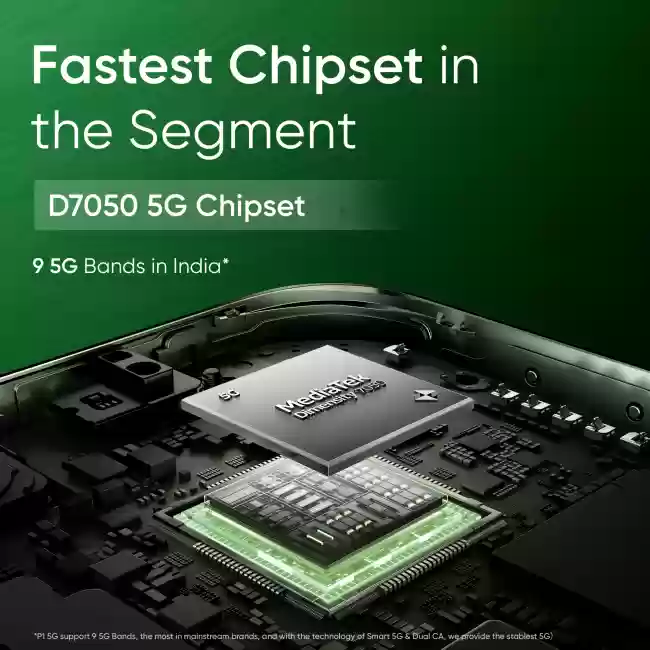 Fastest Chipset in
the Segment
D7050 5G Chipset
9 5G Bands in India*
5G
MediaTek
Dimensity 7050
*P1 5G support 9 5G Bands, the most in mainstream brands, and with the technology of Smart 5G & Dual CA, we provide the stablest 5G)